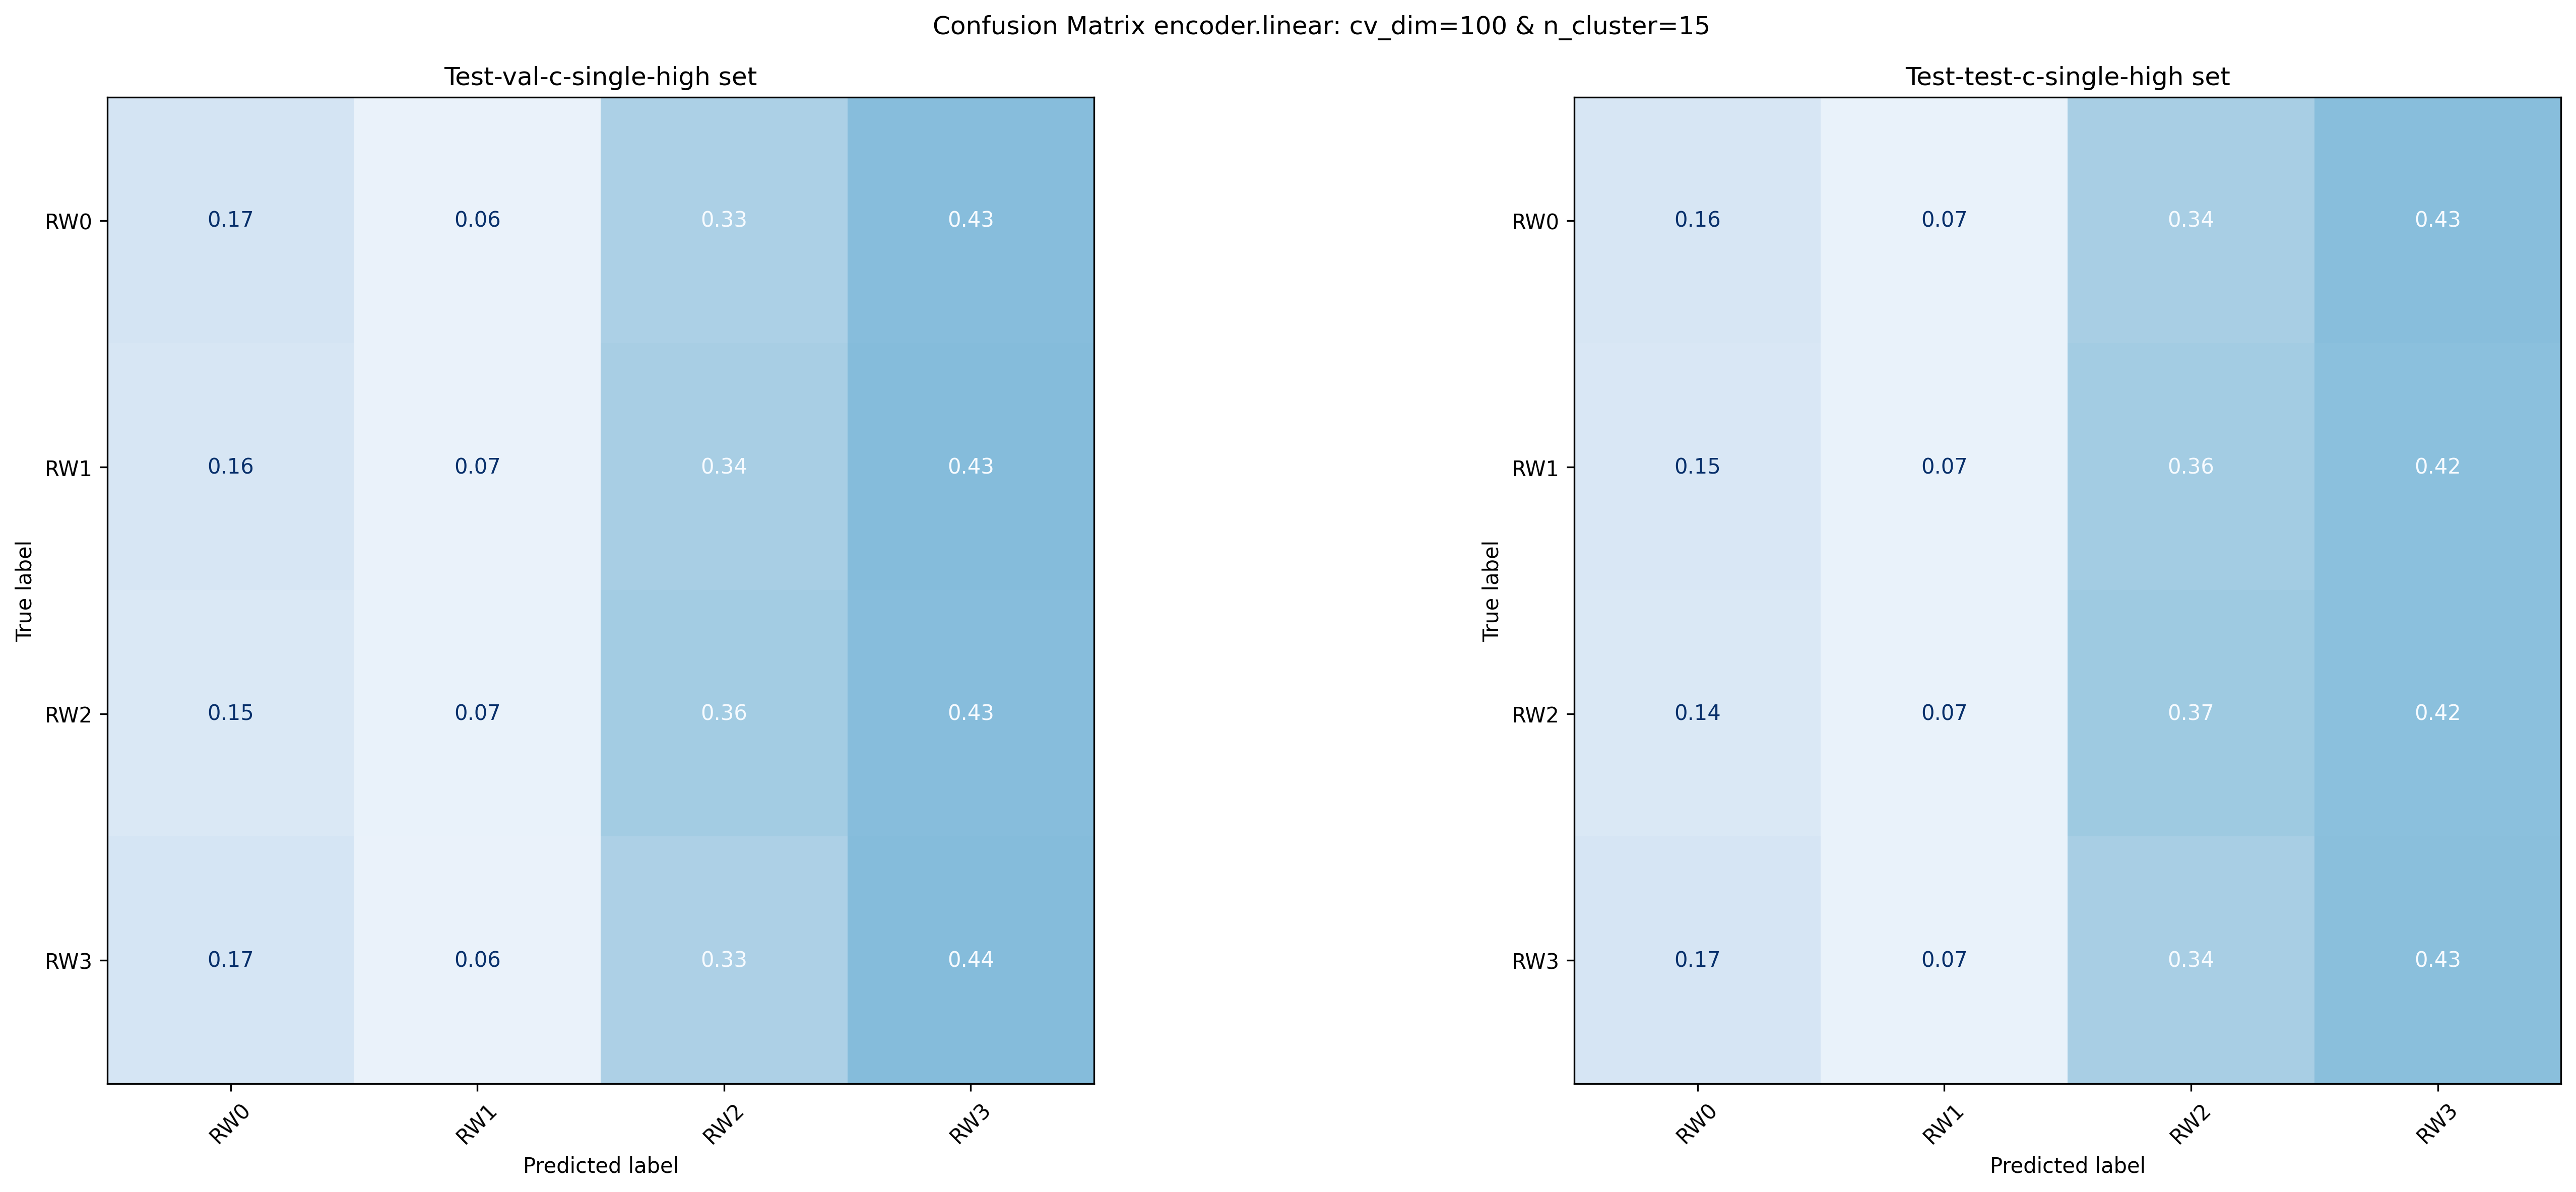 Confusion Matrix encoder.linear: cv_dim=100 & n_cluster=15
Test-val-c-single-high set
True label
RW0
0.17 0.06 0.33 0.43
RW1
0.16 0.07 0.34 0.43
RW2
0.15 0.07 0.36 0.43
RW3
0.17 0.06 0.33 0.44
RW0 RW1 RW2 RW3
Predicted label
Test-test-c-single-high set
True label
RW0
0.16 0.07 0.34 0.43
RW1
0.15 0.07 0.36 0.42
RW2
0.14 0.07 0.37 0.42
RW3
0.17 0.07 0.34 0.43
RW0 RW1 RW2 RW3
Predicted label